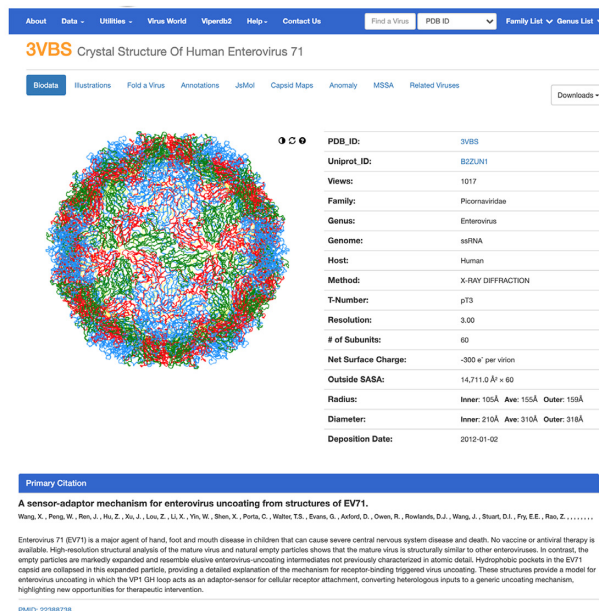 About Data Utilities Virus World Viperdb2 Help Contact Us Find a Virus PDB ID Family List Genus List
3VBS Crystal Structure Of Human Enterovirus 71
Biodata Illustrations Fold a Virus Annotations JsMol Capsid Maps Anomaly MSSA Related Viruses
Downloads
PDB_ID: 3VBS
Uniprot_ID: B2ZUN1
Views: 1017
Family: Picornaviridae
Genus: Enterovirus
Genome: ssRNA
Host: Human
Method: X-RAY DIFFRACTION
T-Number: pT3
Resolution: 3.00
# of Subunits: 60
Net Surface Charge: -300 e⁻ per virion
Outside SASA: 14,711.0 Å² × 60
Radius: Inner: 105Å Ave: 155Å Outer: 159Å
Diameter: Inner: 210Å Ave: 310Å Outer: 318Å
Deposition Date: 2012-01-02
Primary Citation
A sensor-adaptor mechanism for enterovirus uncoating from structures of EV71.
Wang, X. , Peng, W. , Ren, J. , Hu, Z. , Xu, J. , Lou, Z. , Li, X. , Yin, W. , Shen, X. , Porta, C. , Walter, T.S. , Evans, G. , Axford, D. , Owen, R. , Rowlands, D.J. , Wang, J. , Stuart, D.I. , Fry, E.E. , Rao, Z. , , , , , , , , ,
Enterovirus 71 (EV71) is a major agent of hand, foot and mouth disease in children that can cause severe central nervous system disease and death. No vaccine or antiviral therapy is
available. High-resolution structural analysis of the mature virus and natural empty particles shows that the mature virus is structurally similar to other enteroviruses. In contrast, the
empty particles are markedly expanded and resemble elusive enterovirus-uncoating intermediates not previously characterized in atomic detail. Hydrophobic pockets in the EV71
capsid are collapsed in this expanded particle, providing a detailed explanation of the mechanism for receptor-binding triggered virus uncoating. These structures provide a model for
enterovirus uncoating in which the VP1 GH loop acts as an adaptor-sensor for cellular receptor attachment, converting heterologous inputs to a generic uncoating mechanism,
highlighting new opportunities for therapeutic intervention.
PMID: 22388738